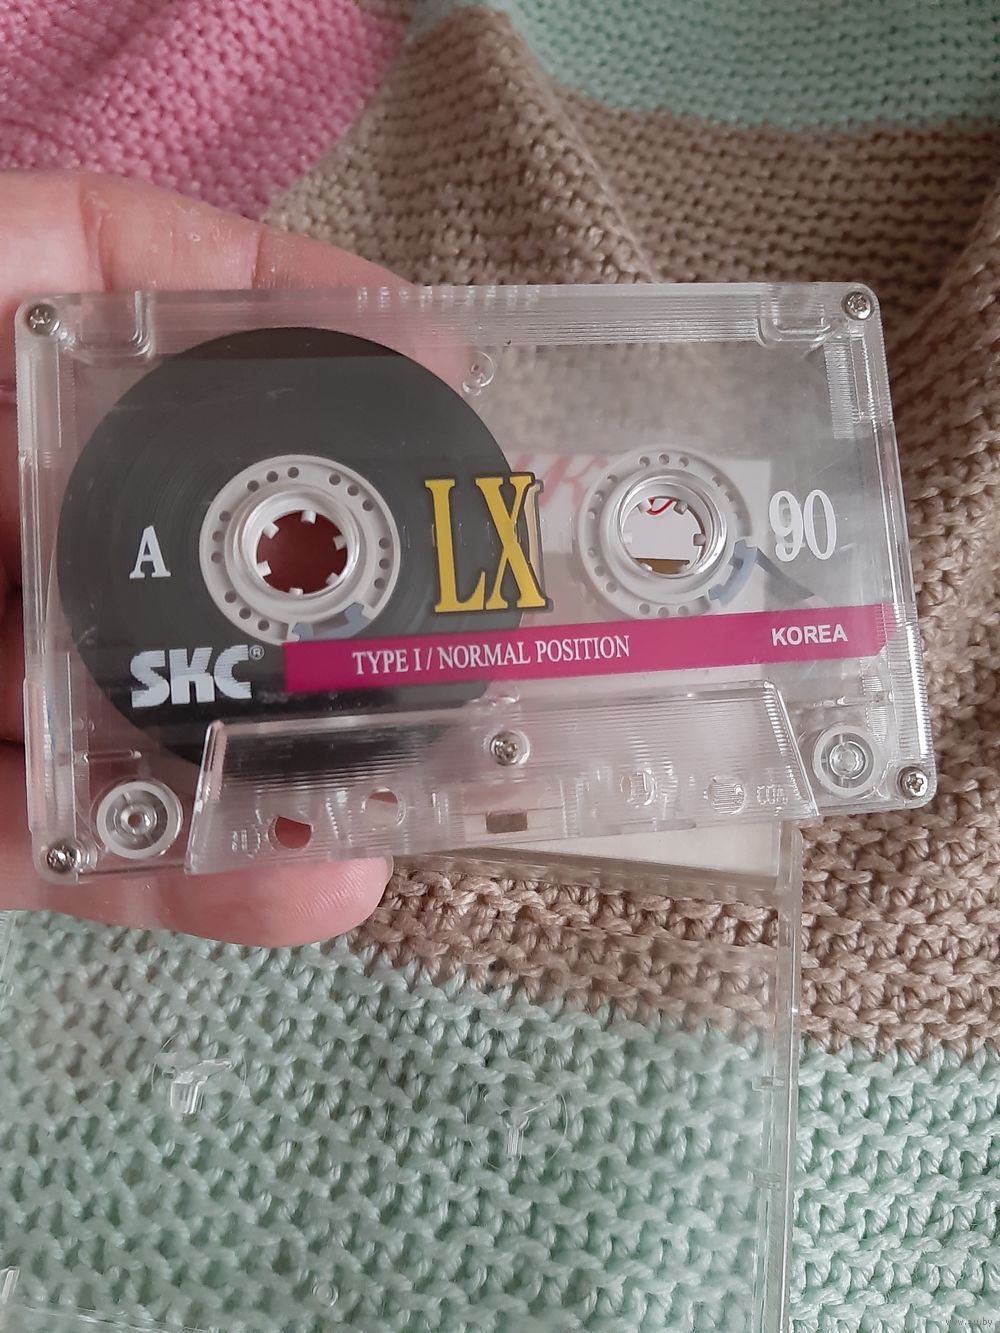 A
LX
90
SKC®
TYPE I / NORMAL POSITION
KOREA